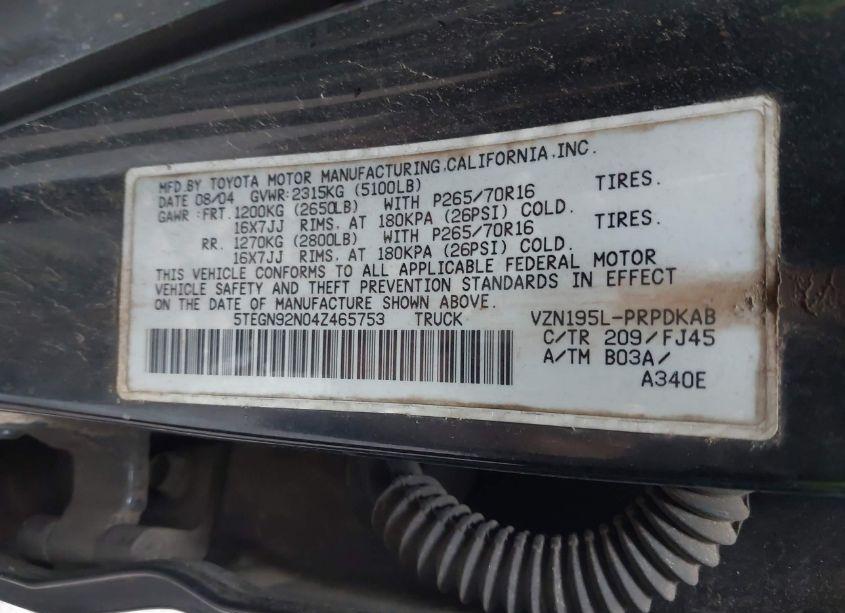 MFD.BY TOYOTA MOTOR MANUFACTURING,CALIFORNIA,INC.
DATE 08/04 GVWR:2315KG (5100LB)
GAWR :FRT. 1200KG (2650LB) WITH P265/70R16 TIRES.
16X7JJ RIMS. AT 180KPA (26PSI) COLD.
RR. 1270KG (2800LB) WITH P265/70R16 TIRES.
16X7JJ RIMS. AT 180KPA (26PSI) COLD.
THIS VEHICLE CONFORMS TO ALL APPLICABLE FEDERAL MOTOR
VEHICLE SAFETY AND THEFT PREVENTION STANDARDS IN EFFECT
ON THE DATE OF MANUFACTURE SHOWN ABOVE.
5TEGN92N04Z465753 TRUCK VZN195L-PRPDKAB
C/TR 209/FJ45
A/TM B03A/
A340E